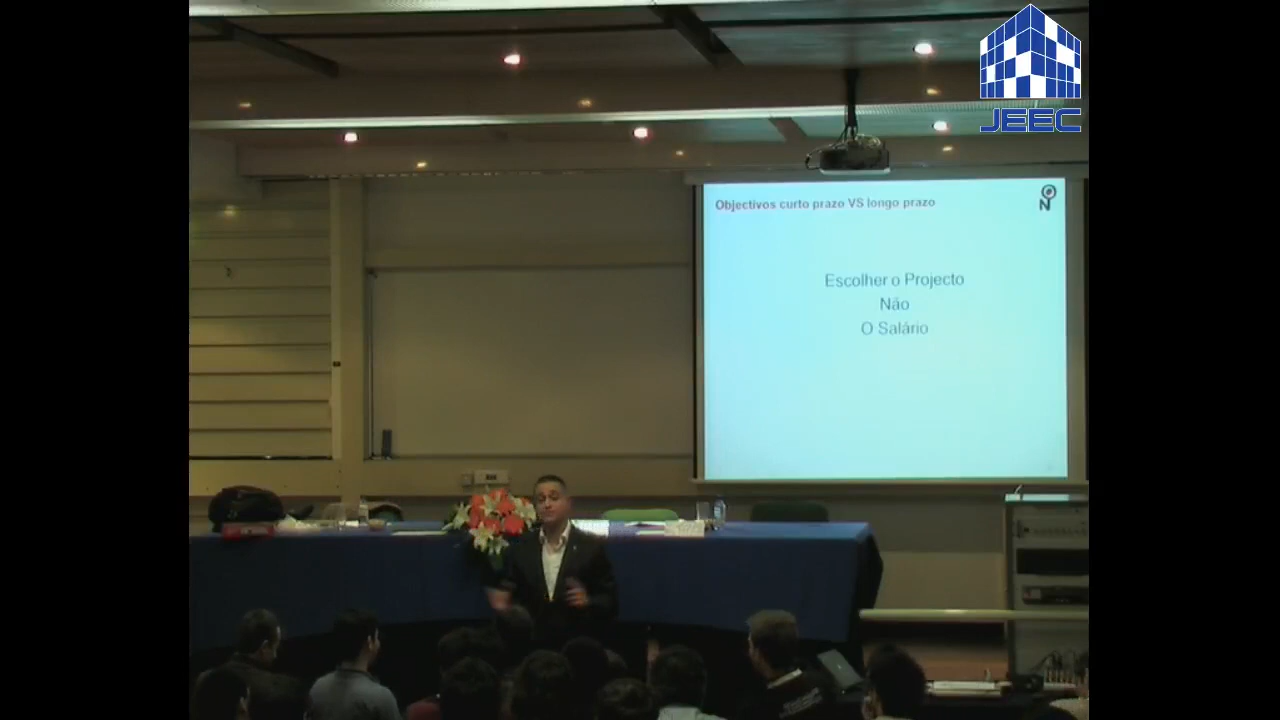 JEEC
Objectivos curto prazo VS longo prazo
N
Escolher o Projecto
Não
O Salário